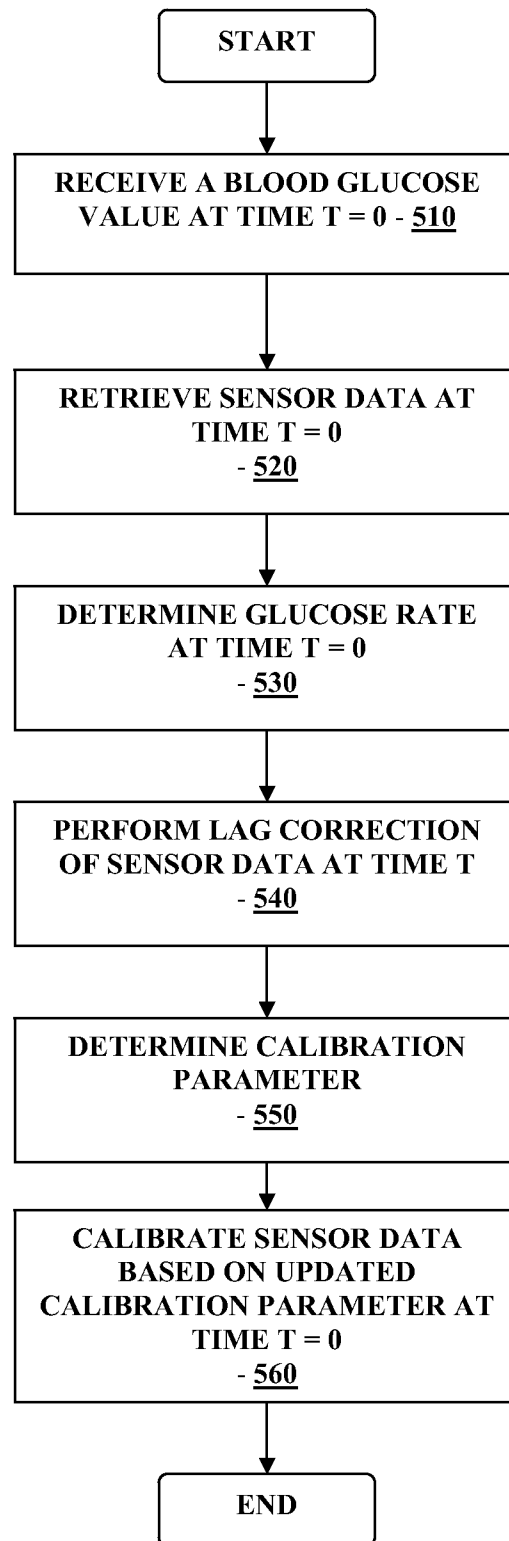 START
RECEIVE A BLOOD GLUCOSE
VALUE AT TIME T = 0 - 510
RETRIEVE SENSOR DATA AT
TIME T = 0
- 520
DETERMINE GLUCOSE RATE
AT TIME T = 0
- 530
PERFORM LAG CORRECTION
OF SENSOR DATA AT TIME T
- 540
DETERMINE CALIBRATION
PARAMETER
- 550
CALIBRATE SENSOR DATA
BASED ON UPDATED
CALIBRATION PARAMETER AT
TIME T = 0
- 560
END